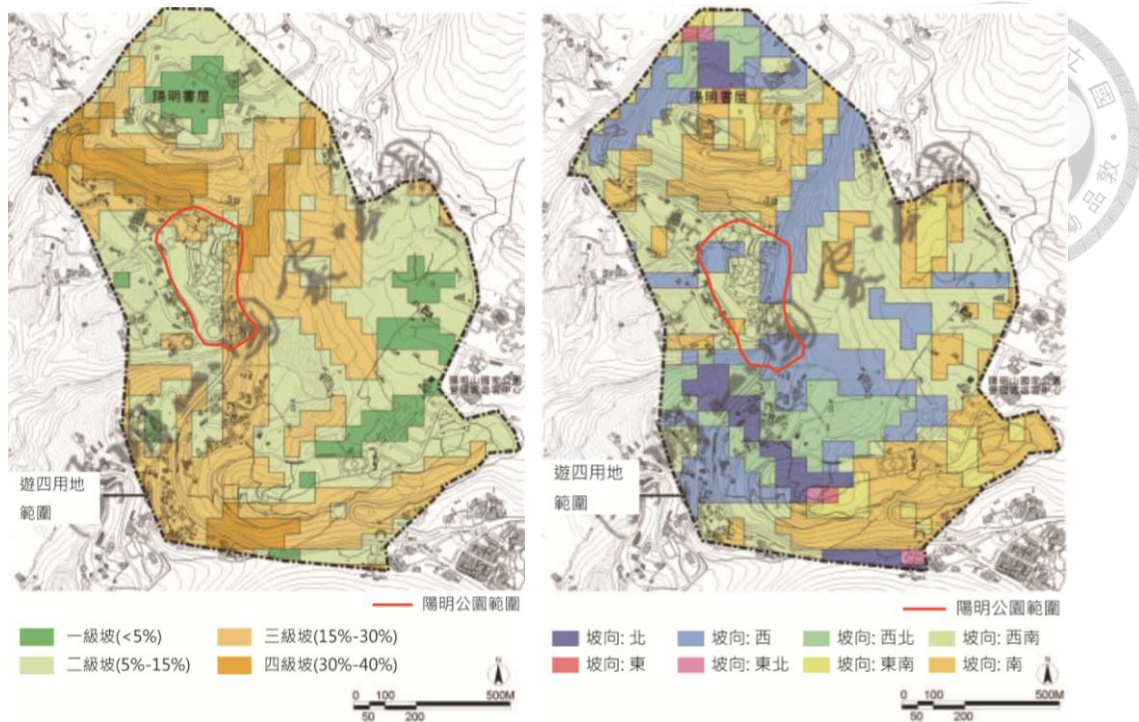 陽明書屋
遊四用地
範圍
陽明公園範圍
一級坡(<5%)
三級坡(15%-30%)
二級坡(5%-15%)
四級坡(30%-40%)
0 100 500M
50 200
陽明書屋
遊四用地
範圍
陽明公園範圍
坡向: 北
坡向: 西
坡向: 西北
坡向: 西南
坡向: 東
坡向: 東北
坡向: 東南
坡向: 南
0 100 500M
50 200
立
國
敦
品